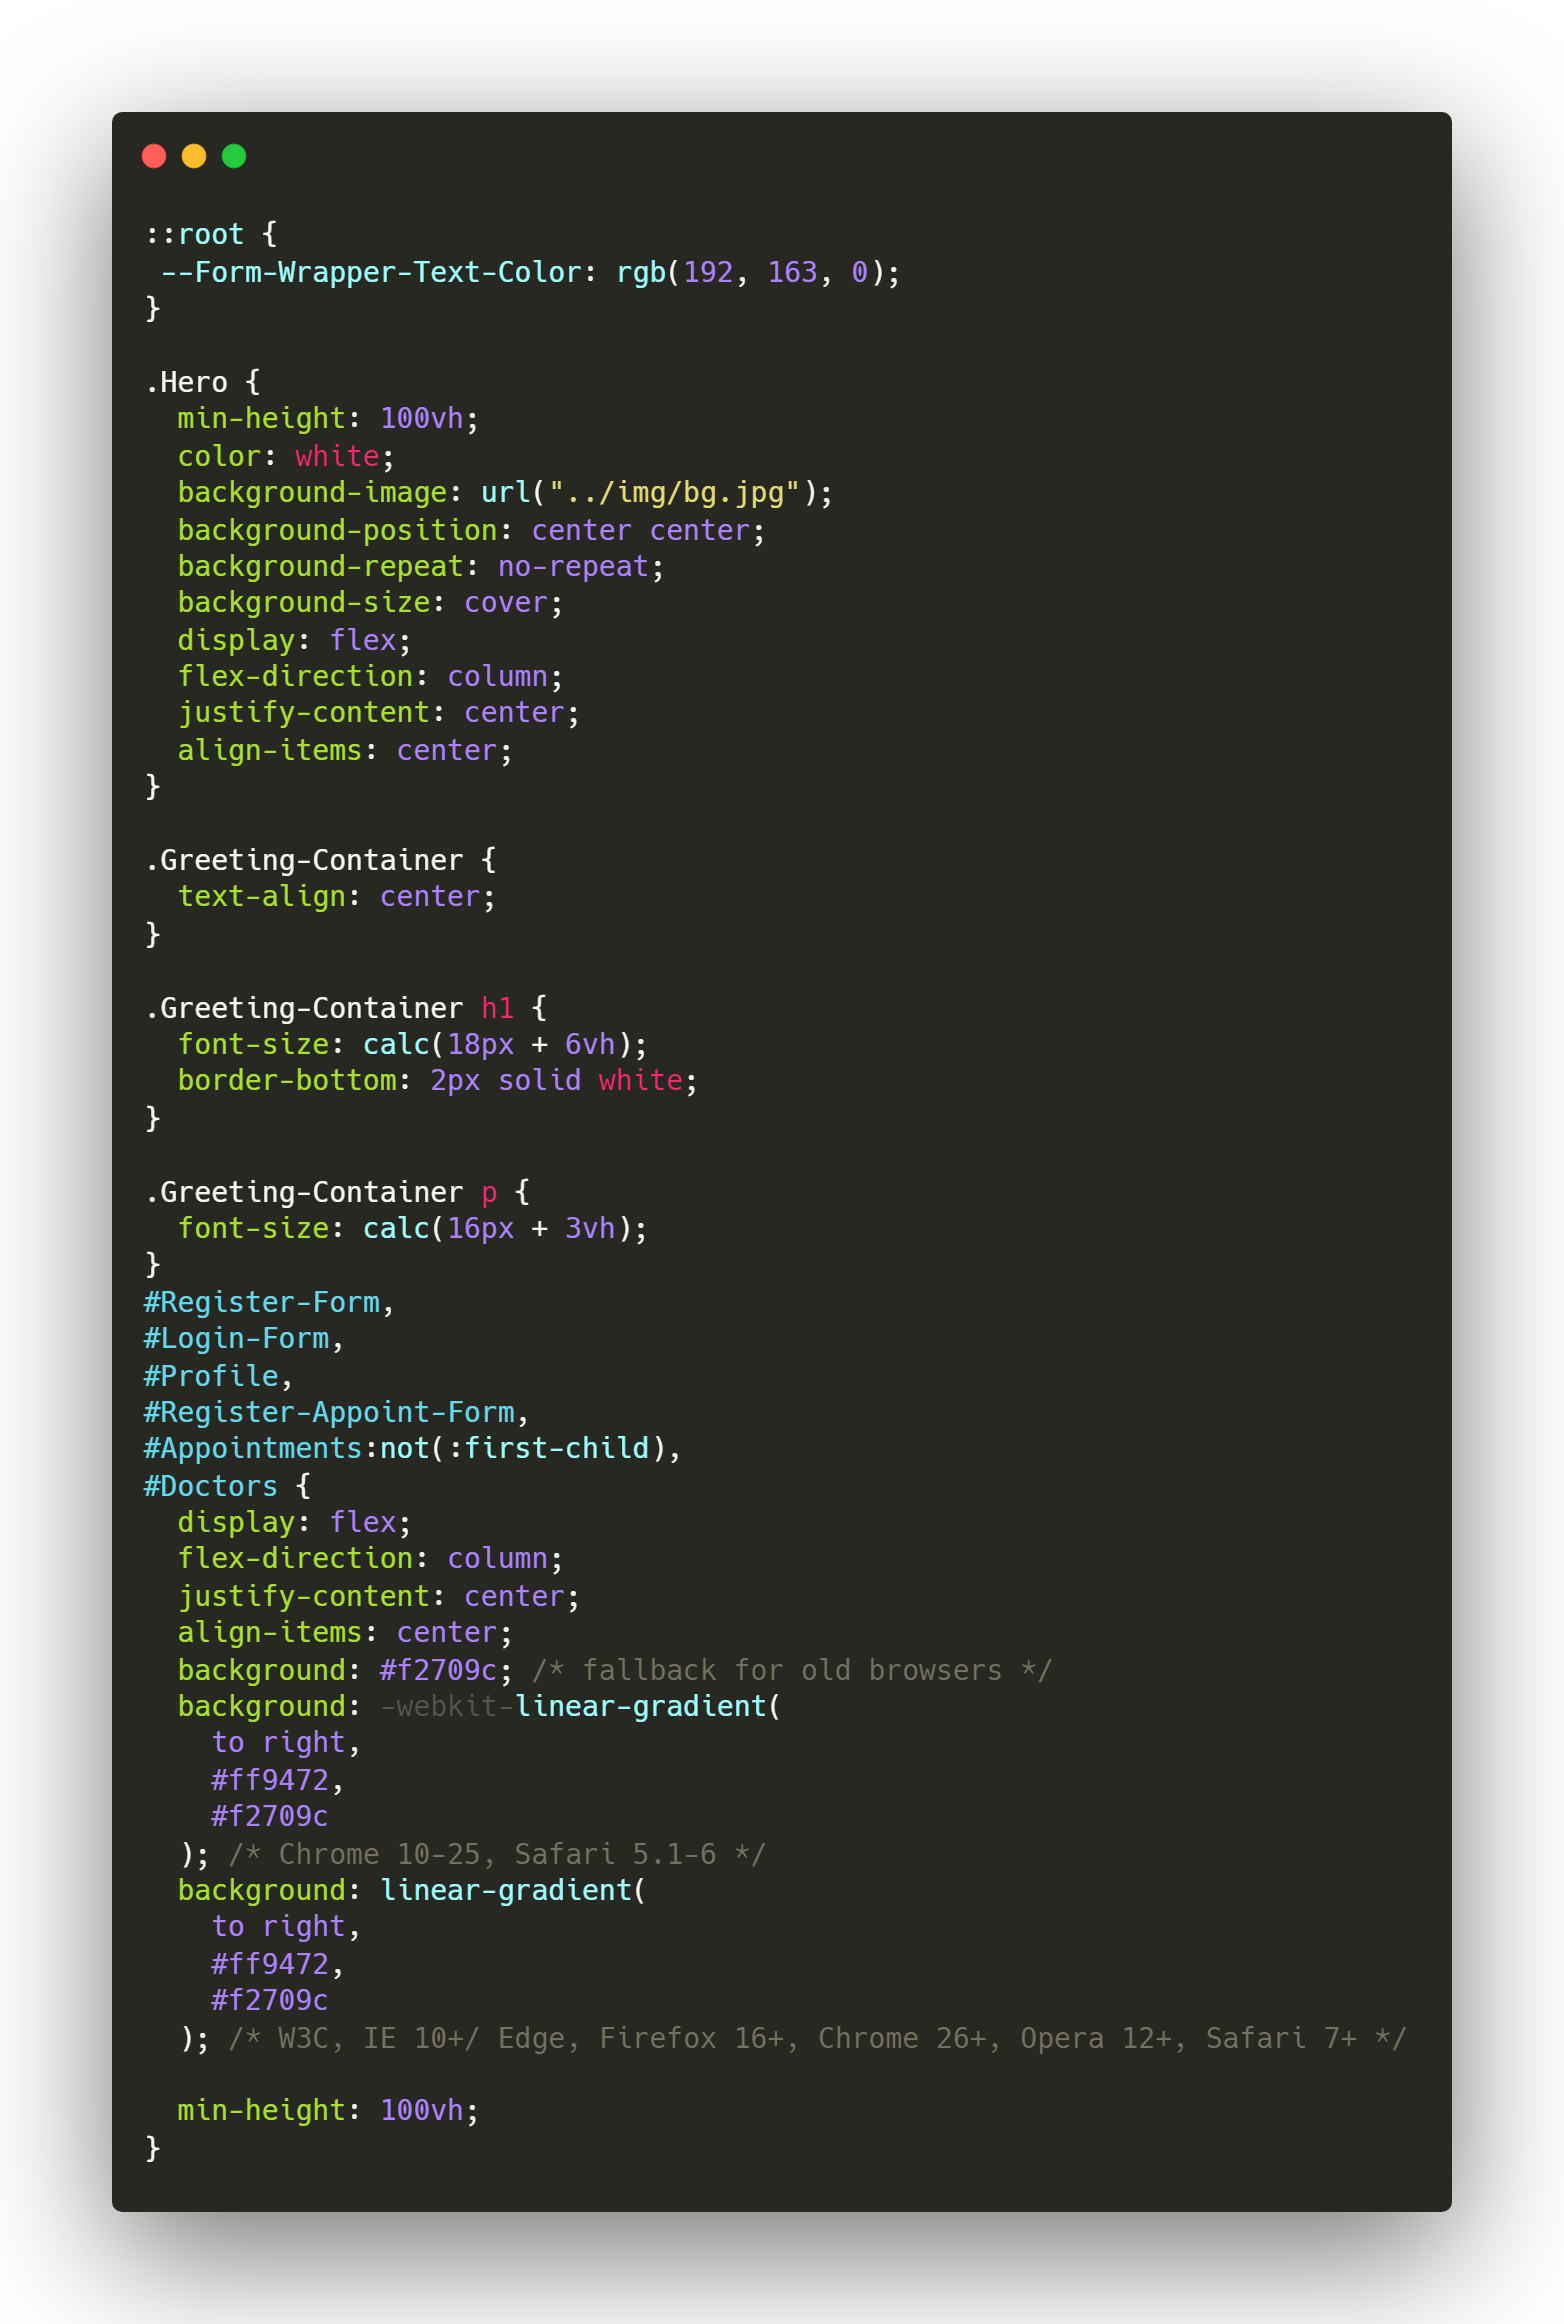 ::root {
 --Form-Wrapper-Text-Color: rgb(192, 163, 0);
}

.Hero {
  min-height: 100vh;
  color: white;
  background-image: url("../img/bg.jpg");
  background-position: center center;
  background-repeat: no-repeat;
  background-size: cover;
  display: flex;
  flex-direction: column;
  justify-content: center;
  align-items: center;
}

.Greeting-Container {
  text-align: center;
}

.Greeting-Container h1 {
  font-size: calc(18px + 6vh);
  border-bottom: 2px solid white;
}

.Greeting-Container p {
  font-size: calc(16px + 3vh);
}
#Register-Form,
#Login-Form,
#Profile,
#Register-Appoint-Form,
#Appointments:not(:first-child),
#Doctors {
  display: flex;
  flex-direction: column;
  justify-content: center;
  align-items: center;
  background: #f2709c; /* fallback for old browsers */
  background: -webkit-linear-gradient(
    to right,
    #ff9472,
    #f2709c
  ); /* Chrome 10-25, Safari 5.1-6 */
  background: linear-gradient(
    to right,
    #ff9472,
    #f2709c
  ); /* W3C, IE 10+/ Edge, Firefox 16+, Chrome 26+, Opera 12+, Safari 7+ */

  min-height: 100vh;
}